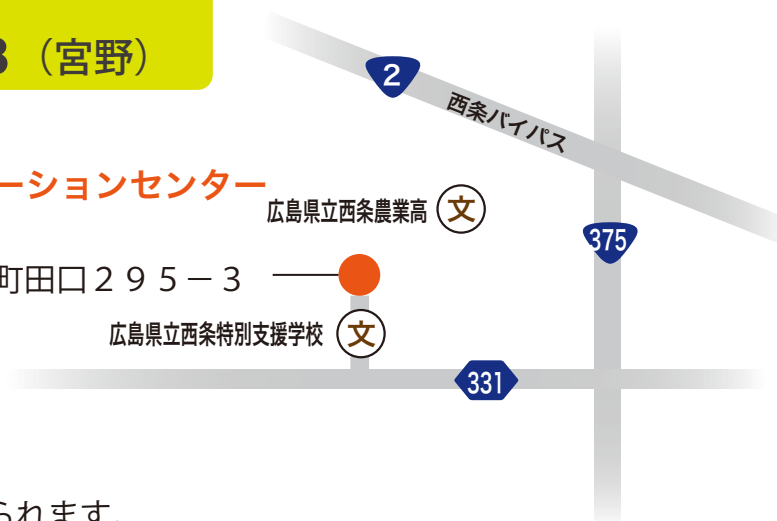 3（宮野）
2
西条バイパス
ーションセンター
広島県立西条農業高 文
375
町田口２９５－３
広島県立西条特別支援学校 文
331
られます。